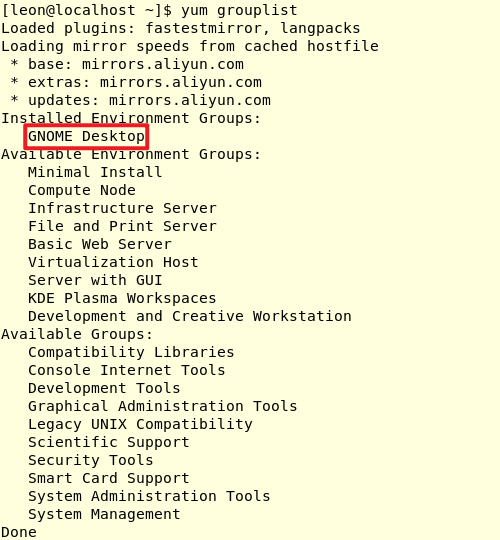 [leon@localhost ~]$ yum grouplist
Loaded plugins: fastestmirror, langpacks
Loading mirror speeds from cached hostfile
 * base: mirrors.aliyun.com
 * extras: mirrors.aliyun.com
 * updates: mirrors.aliyun.com
Installed Environment Groups:
   GNOME Desktop
Available Environment Groups:
   Minimal Install
   Compute Node
   Infrastructure Server
   File and Print Server
   Basic Web Server
   Virtualization Host
   Server with GUI
   KDE Plasma Workspaces
   Development and Creative Workstation
Available Groups:
   Compatibility Libraries
   Console Internet Tools
   Development Tools
   Graphical Administration Tools
   Legacy UNIX Compatibility
   Scientific Support
   Security Tools
   Smart Card Support
   System Administration Tools
   System Management
Done